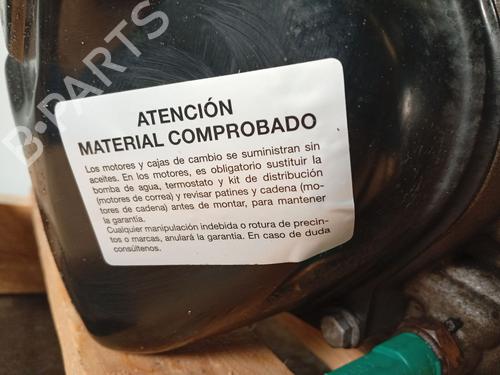 B-PARTS
ATENCIÓN
MATERIAL COMPROBADO
Los motores y cajas de cambio se suministran sin
aceites. En los motores, es obligatorio sustituir la
bomba de agua, termostato y kit de distribución
(motores de correa) y revisar patines y cadena (mo-
tores de cadena) antes de montar, para mantener
la garantía.
Cualquier manipulación indebida o rotura de precin-
tos o marcas, anulará la garantía. En caso de duda
consúltenos.